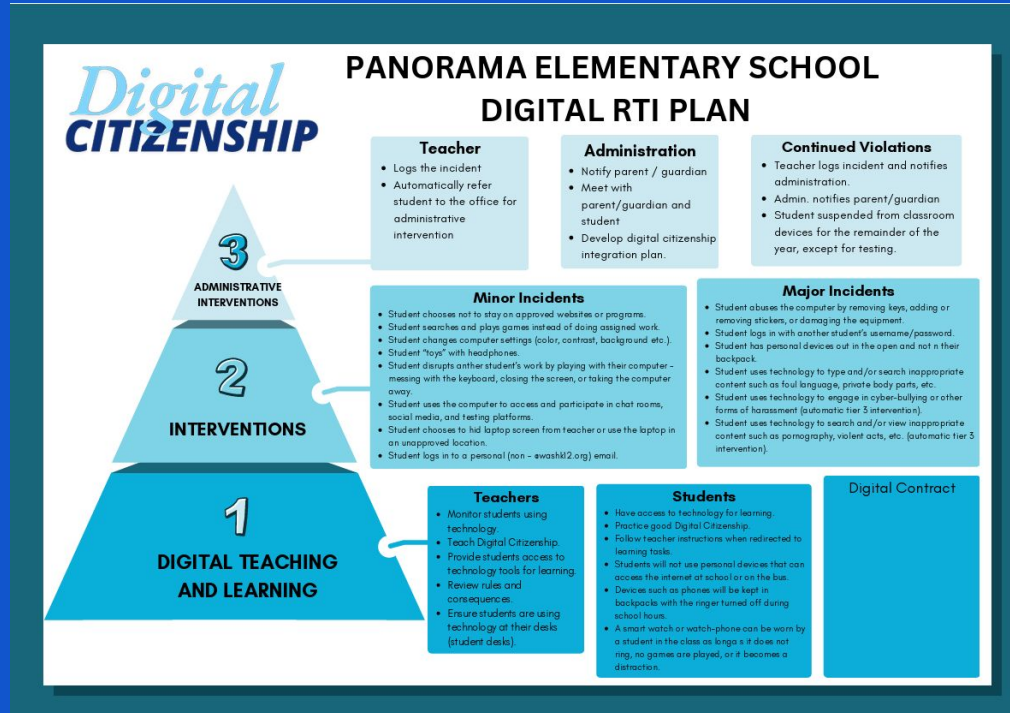 Digital
CITIZENSHIP
PANORAMA ELEMENTARY SCHOOL
DIGITAL RTI PLAN
3
ADMINISTRATIVE
INTERVENTIONS
Teacher
• Logs the incident
• Automatically refer
student to the office for
administrative
intervention
Administration
• Notify parent / guardian
• Meet with
parent/guardian and
student
• Develop digital citizenship
integration plan.
Continued Violations
• Teacher logs incident and notifies
administration.
• Admin. notifies parent/guardian
• Student suspended from classroom
devices for the remainder of the
year, except for testing.
2
INTERVENTIONS
Minor Incidents
• Student chooses not to stay on approved websites or programs.
• Student searches and plays games instead of doing assigned work.
• Student changes computer settings (color, contrast, background etc.).
• Student "toys" with headphones.
• Student disrupts anther student's work by playing with their computer -
messing with the keyboard, closing the screen, or taking the computer
away.
• Student uses the computer to access and participate in chat rooms,
social media, and testing platforms.
• Student chooses to hid laptop screen from teacher or use the laptop in
an unapproved location.
• Student logs in to a personal (non - @washk12.org) email.
Major Incidents
• Student abuses the computer by removing keys, adding or
removing stickers, or damaging the equipment.
• Student logs in with another student's username/password.
• Student has personal devices out in the open and not n their
backpack.
• Student uses technology to type and/or search inappropriate
content such as foul language, private body parts, etc.
• Student uses technology to engage in cyber-bullying or other
forms of harassment (automatic tier 3 intervention).
• Student uses technology to search and/or view inappropriate
content such as pornography, violent acts, etc. (automatic tier 3
intervention).
1
DIGITAL TEACHING
AND LEARNING
Teachers
• Monitor students using
technology.
• Teach Digital Citizenship.
• Provide students access to
technology tools for learning.
• Review rules and
consequences.
• Ensure students are using
technology at their desks
(student desks).
Students
• Have access to technology for learning.
• Practice good Digital Citizenship.
• Follow teacher instructions when redirected to
learning tasks.
• Students will not use personal devices that can
access the internet at school or on the bus.
• Devices such as phones will be kept in
backpacks with the ringer turned off during
school hours.
• A smart watch or watch-phone can be worn by
a student in the class as longa s it does not
ring, no games are played, or it becomes a
distraction.
Digital Contract